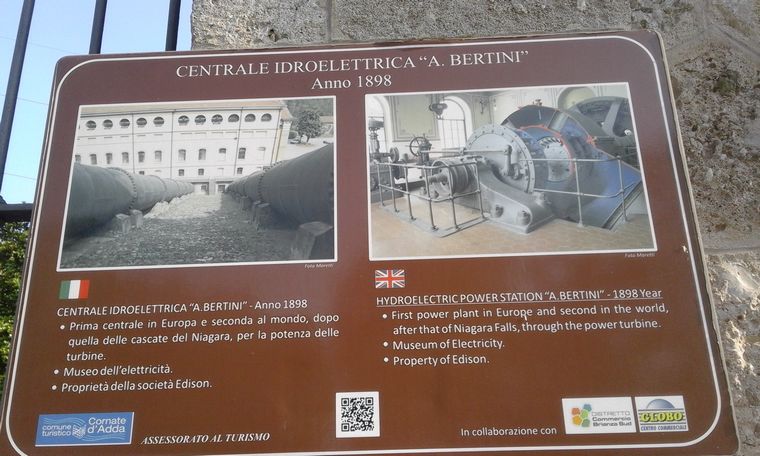 CENTRALE IDROELETTRICA “A. BERTINI”
Anno 1898
Foto Moretti
Foto Moretti
CENTRALE IDROELETTRICA “A.BERTINI” - Anno 1898
• Prima centrale in Europa e seconda al mondo, dopo
quella delle cascate del Niagara, per la potenza delle
turbine.
• Museo dell'elettricità.
• Proprietà della società Edison.
HYDROELECTRIC POWER STATION “A.BERTINI” - 1898 Year
• First power plant in Europe and second in the world,
after that of Niagara Falls, through the power turbine.
• Museum of Electricity.
• Property of Edison.
comune turistico
Cornate
d'Adda
ASSESSORATO AL TURISMO
In collaborazione con
DISTRETTO
Commercio
Brianza Sud
GLOBO
CENTRO COMMERCIALE